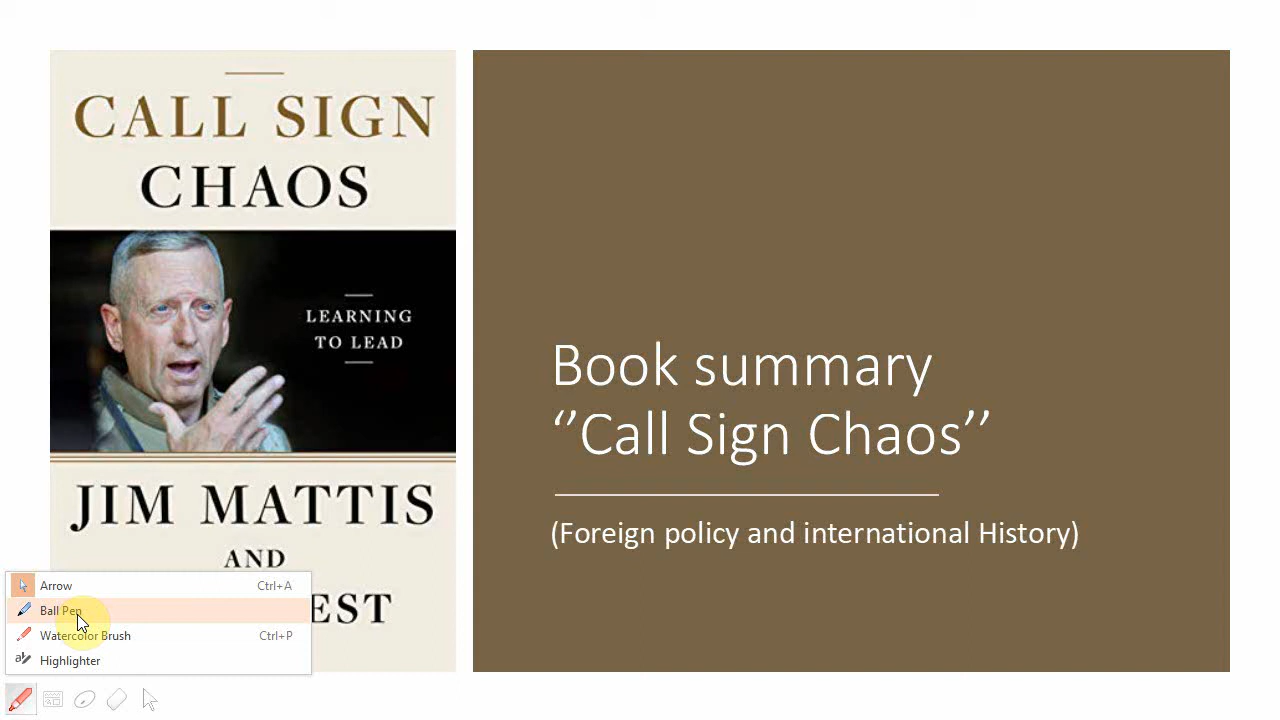 CALL SIGN
CHAOS
LEARNING
TO LEAD
JIM MATTIS
AND
EST
Book summary
‘’Call Sign Chaos’’
(Foreign policy and international History)
Arrow Ctrl+A
Ball Pen
Watercolor Brush Ctrl+P
Highlighter